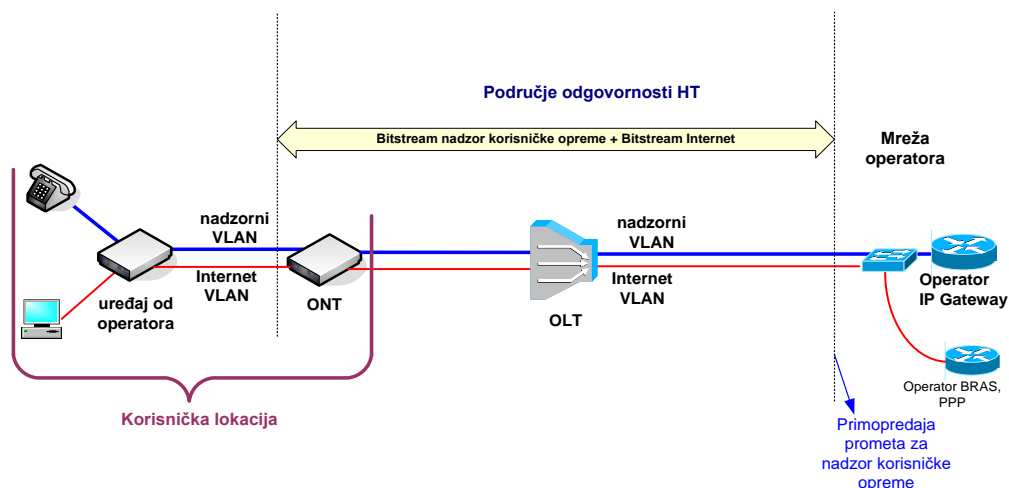 Područje odgovornosti HT
Bitstream nadzor korisničke opreme + Bitstream Internet
Mreža
operatora
nadzorni
VLAN
Internet
VLAN
uređaj od
operatora
ONT
OLT
nadzorni
VLAN
Internet
VLAN
Operator
IP Gateway
Operator BRAS,
PPP
Korisnička lokacija
Primopredaja
prometa za
nadzor korisničke
opreme